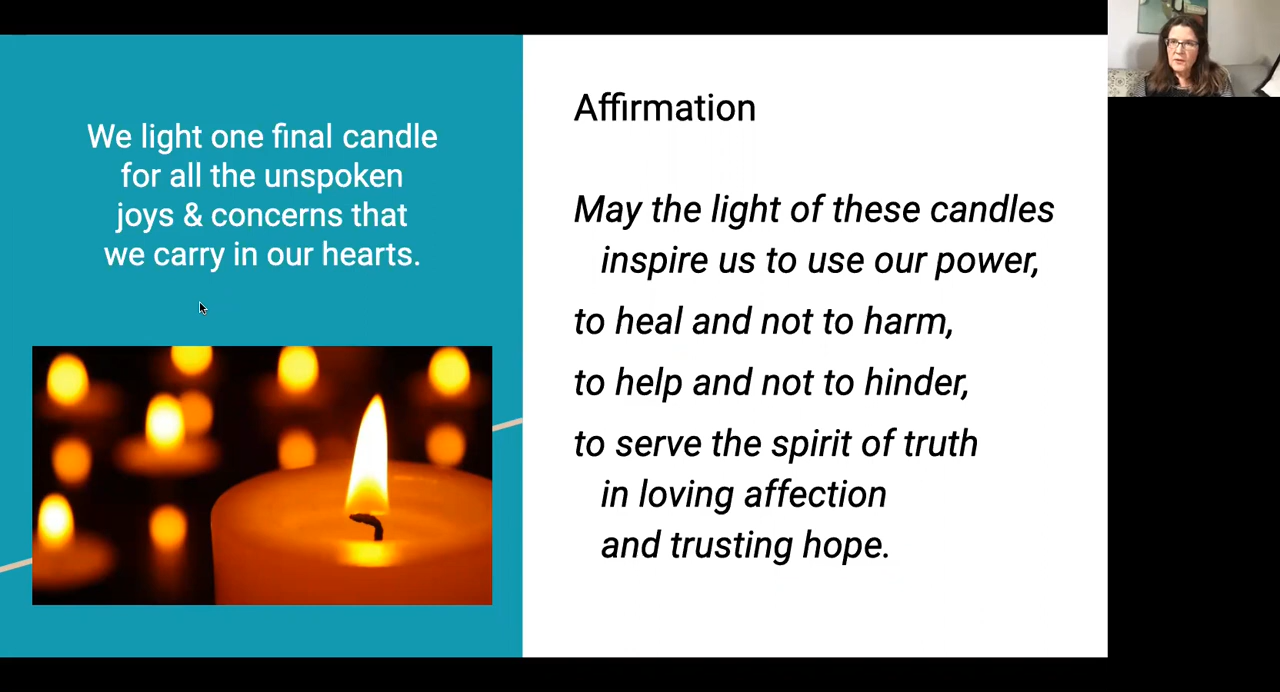 We light one final candle
for all the unspoken
joys & concerns that
we carry in our hearts.
Affirmation
May the light of these candles
inspire us to use our power,
to heal and not to harm,
to help and not to hinder,
to serve the spirit of truth
in loving affection
and trusting hope.